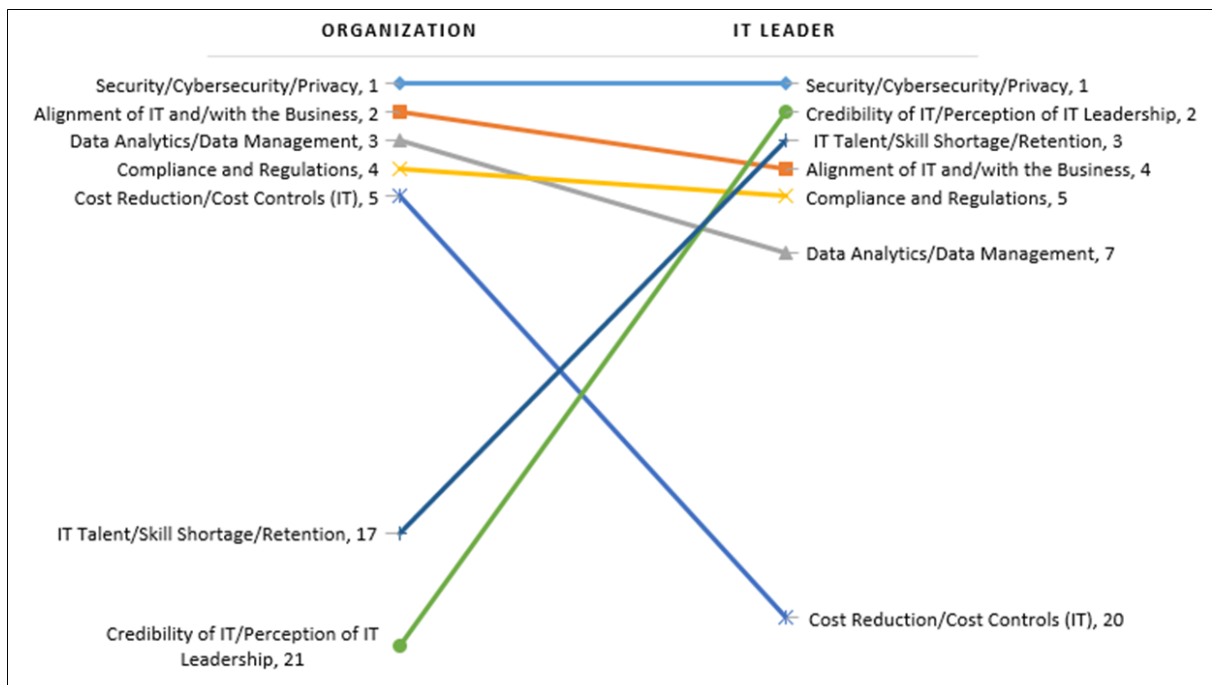 ORGANIZATION
IT LEADER
Security/Cybersecurity/Privacy, 1
Alignment of IT and/with the Business, 2
Data Analytics/Data Management, 3
Compliance and Regulations, 4
Cost Reduction/Cost Controls (IT), 5
IT Talent/Skill Shortage/Retention, 17
Credibility of IT/Perception of IT
Leadership, 21
Security/Cybersecurity/Privacy, 1
Credibility of IT/Perception of IT Leadership, 2
IT Talent/Skill Shortage/Retention, 3
Alignment of IT and/with the Business, 4
Compliance and Regulations, 5
Data Analytics/Data Management, 7
Cost Reduction/Cost Controls (IT), 20